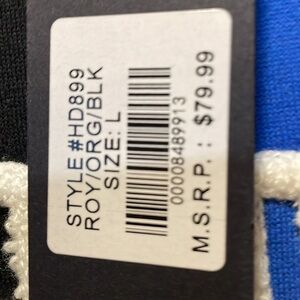 STYLE#HD899
ROY/ORG/BLK
SIZE: L
00008489913
M.S.R.P. : $79.99